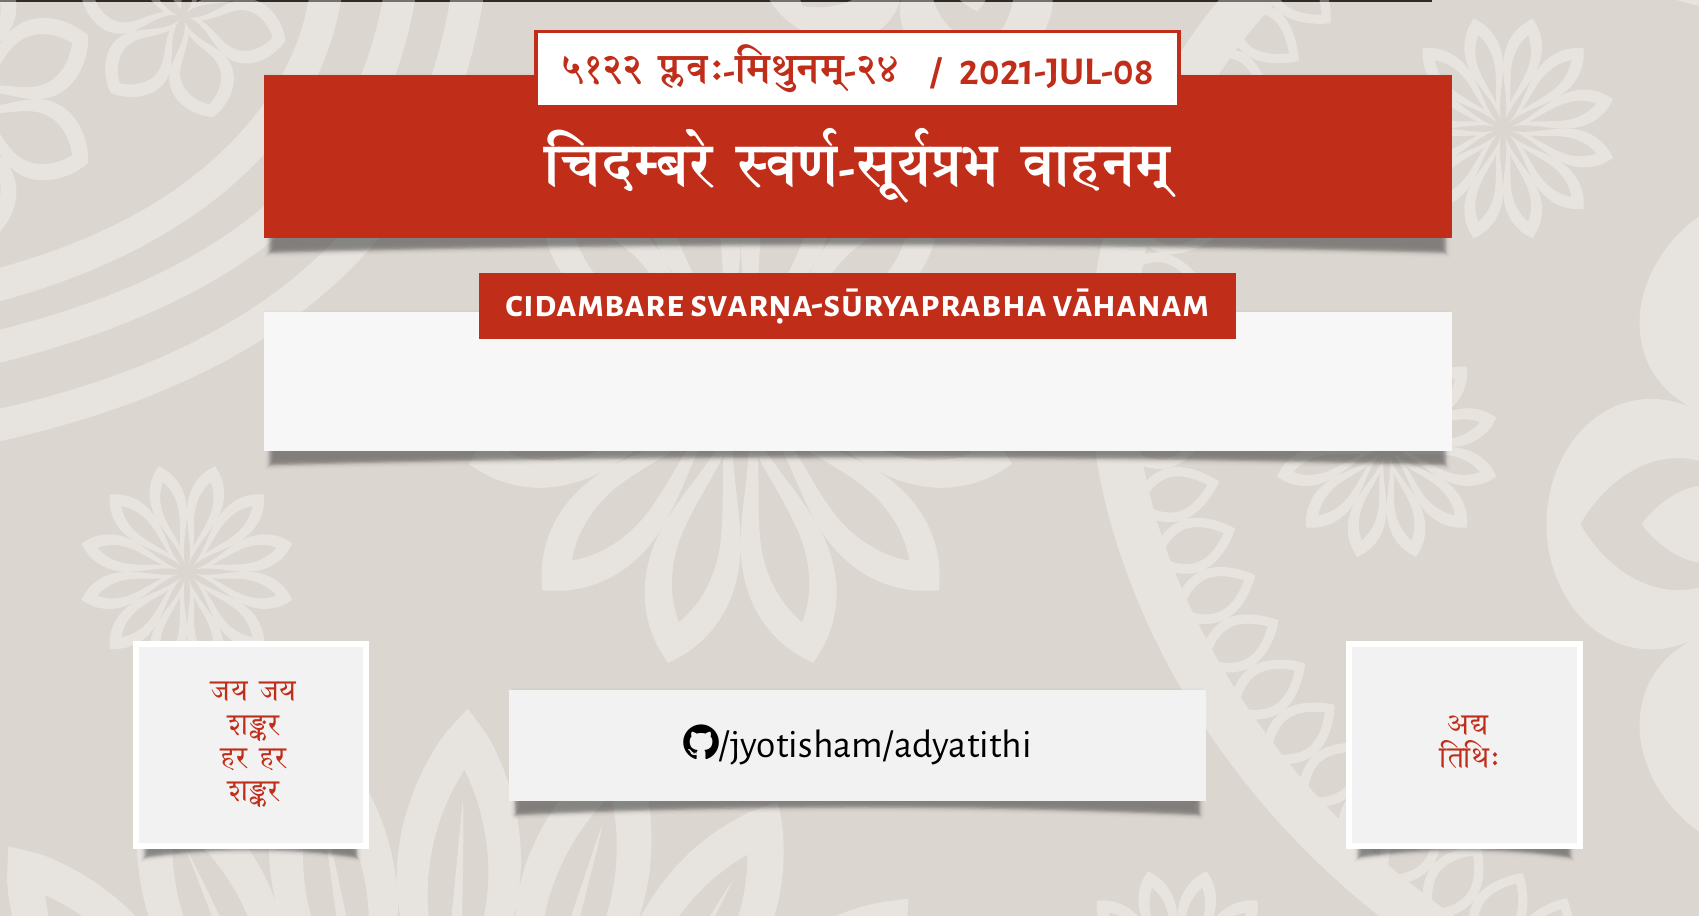 ५१२२ प्लवः-मिथुनम्-२४ / 2021-JUL-08
चिदम्बरे स्वर्ण-सूर्यप्रभ वाहनम्
CIDAMBARE SVARṆA-SŪRYAPRABHA VĀHANAM
जय जय
शङ्कर
हर हर
शङ्कर
/jyotisham/adyatithi
अद्य
तिथिः